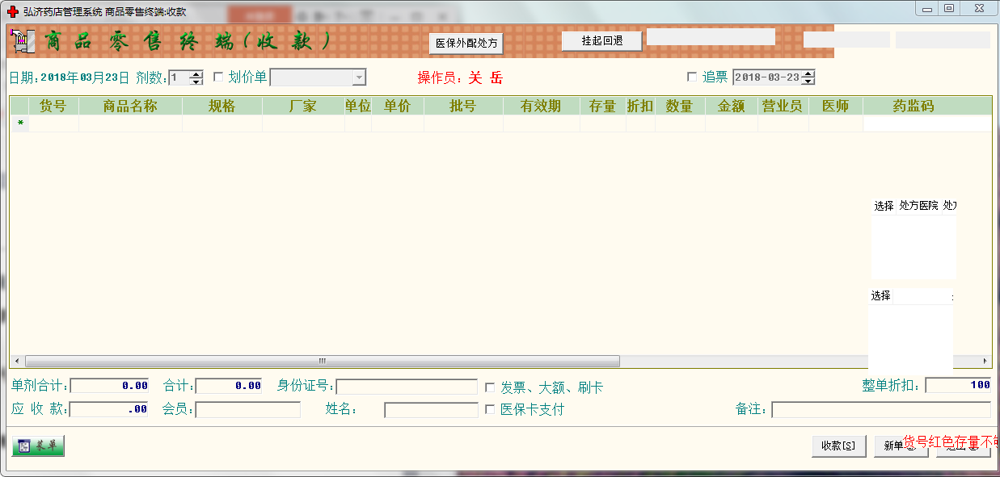 弘济药店管理系统 商品零售终端:收款
商品零售终端(收款)
医保外配处方
挂起回退
日期:2018年03月23日 剂数: 1 划价单
操作员: 关 岳
追票 2018-03-23
货号 商品名称 规格 厂家 单位 单价 批号 有效期 存量 折扣 数量 金额 营业员 医师 药监码
*
选择 处方医院
选择
单剂合计: 0.00 合计: 0.00 身份证号: 发票、大额、刷卡 整单折扣: 100
应 收 款: .00 会员: 姓名: 医保卡支付 备注:
菜单
收款[S]
新单
货号红色存量不